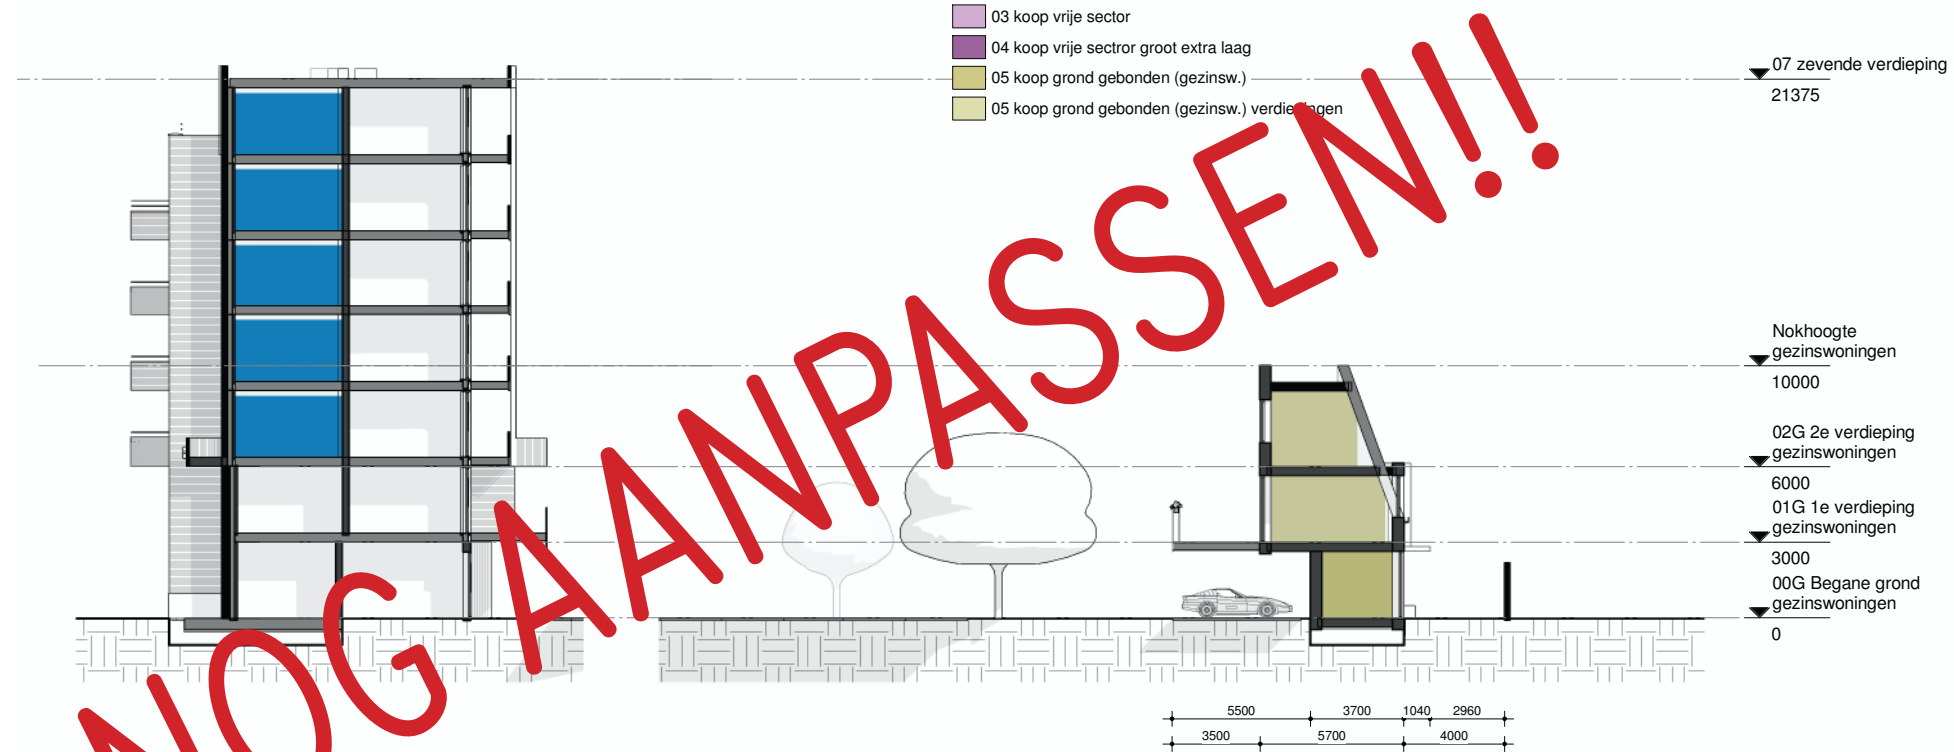 03 koop vrije sector
04 koop vrije sectror groot extra laag
05 koop grond gebonden (gezinsw.)
05 koop grond gebonden (gezinsw.) verdiepingen
07 zevende verdieping
21375
Nokhoogte
gezinswoningen
10000
02G 2e verdieping
gezinswoningen
6000
01G 1e verdieping
gezinswoningen
3000
00G Begane grond
gezinswoningen
0
NOG AANPASSEN!!
5500 3700 1040 2960
3500 5700 4000